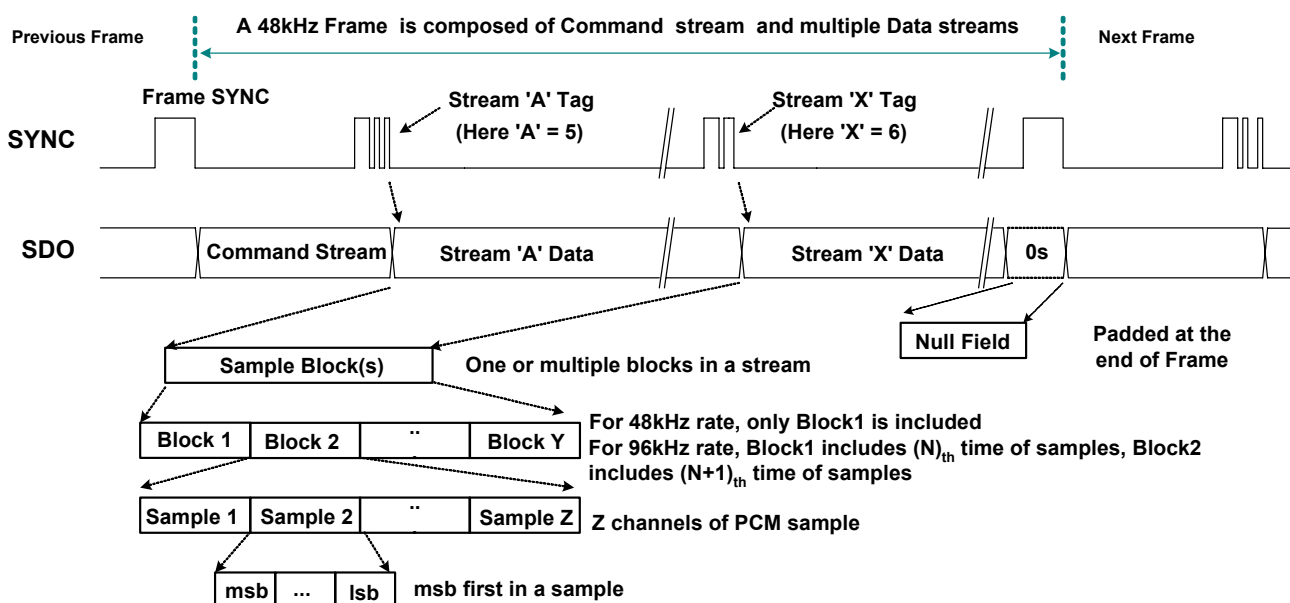 A 48kHz Frame is composed of Command stream and multiple Data streams
Previous Frame
Next Frame
Frame SYNC
Stream 'A' Tag
(Here 'A' = 5)
Stream 'X' Tag
(Here 'X' = 6)
SYNC
SDO
Command Stream
Stream 'A' Data
Stream 'X' Data
0s
Null Field
Padded at the
end of Frame
Sample Block(s)
One or multiple blocks in a stream
Block 1
Block 2
..
Block Y
For 48kHz rate, only Block1 is included
For 96kHz rate, Block1 includes (N)th time of samples, Block2
includes (N+1)th time of samples
Sample 1
Sample 2
..
Sample Z
Z channels of PCM sample
msb
...
lsb
msb first in a sample